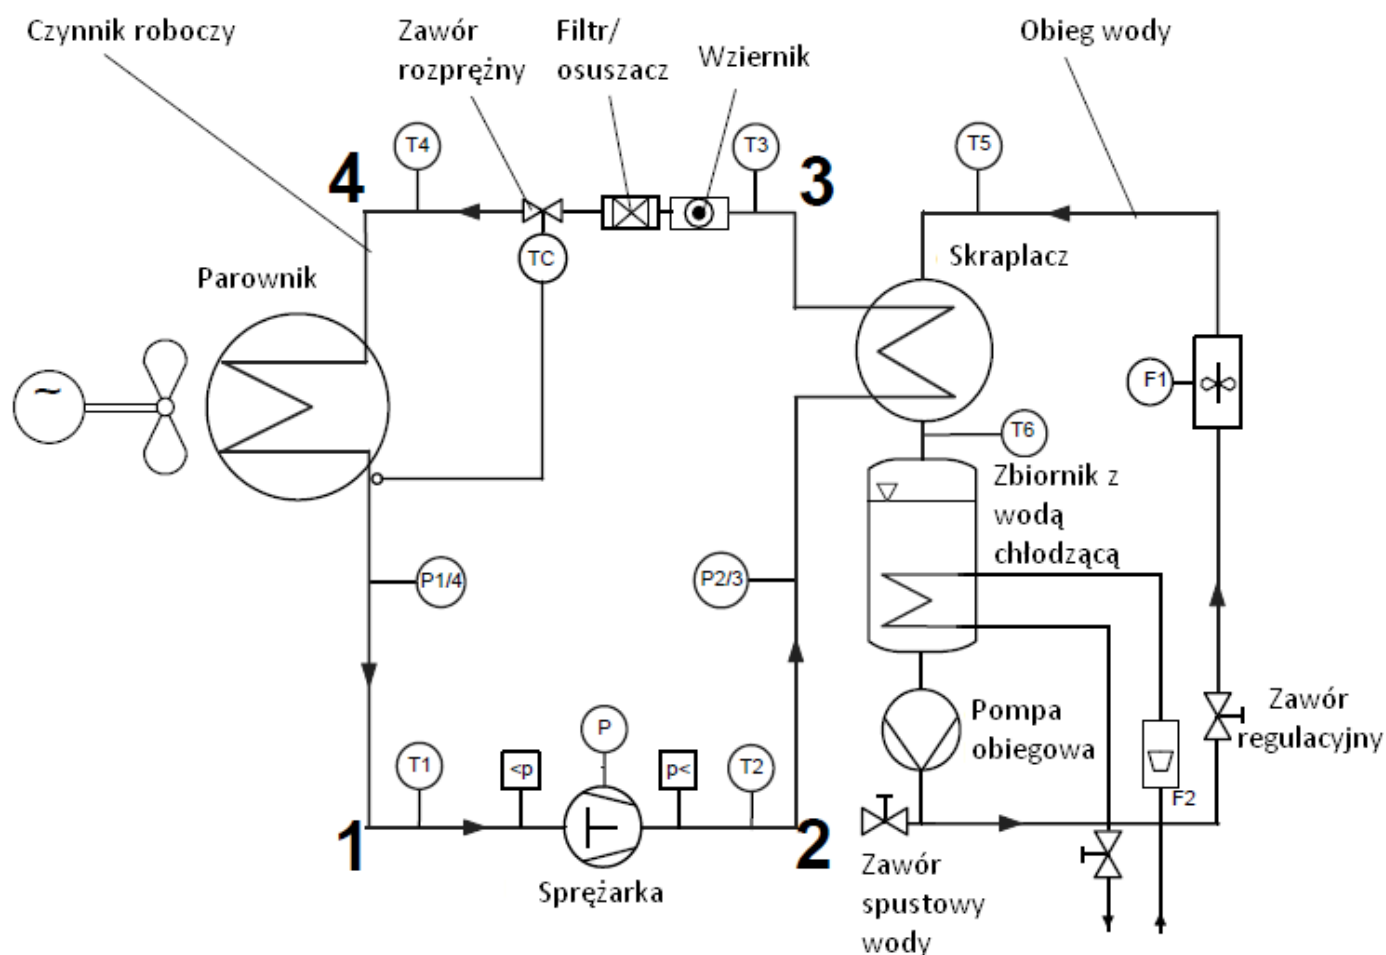 Czynnik roboczy
Zawór
rozprężny
Filtr/
osuszacz
Wziernik
Obieg wody
T4
4
T3
3
T5
TC
Skraplacz
Parownik
~
F1
T6
Zbiornik z
wodą
chłodzącą
P1/4
P2/3
Pompa
obiegowa
Zawór
regulacyjny
P
T1
<p
p<
T2
F2
1
2
Sprężarka
Zawór
spustowy
wody